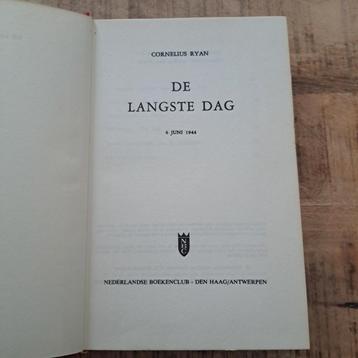 CORNELIUS RYAN
DE
LANGSTE DAG
6 JUNI 1944
NEDERLANDSE BOEKENCLUB - DEN HAAG/ANTWERPEN